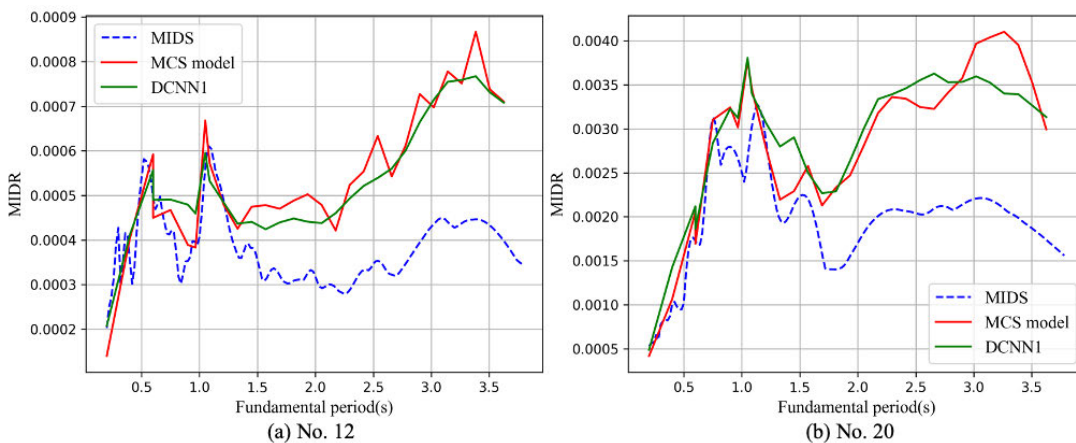 0.0009
0.0008
0.0007
0.0006
0.0005
0.0004
0.0003
0.0002
MIDR
MIDS
MCS model
DCNN1
0.5 1.0 1.5 2.0 2.5 3.0 3.5
Fundamental period(s)
(a) No. 12
0.0040
0.0035
0.0030
0.0025
0.0020
0.0015
0.0010
0.0005
MIDR
MIDS
MCS model
DCNN1
0.5 1.0 1.5 2.0 2.5 3.0 3.5
Fundamental period(s)
(b) No. 20